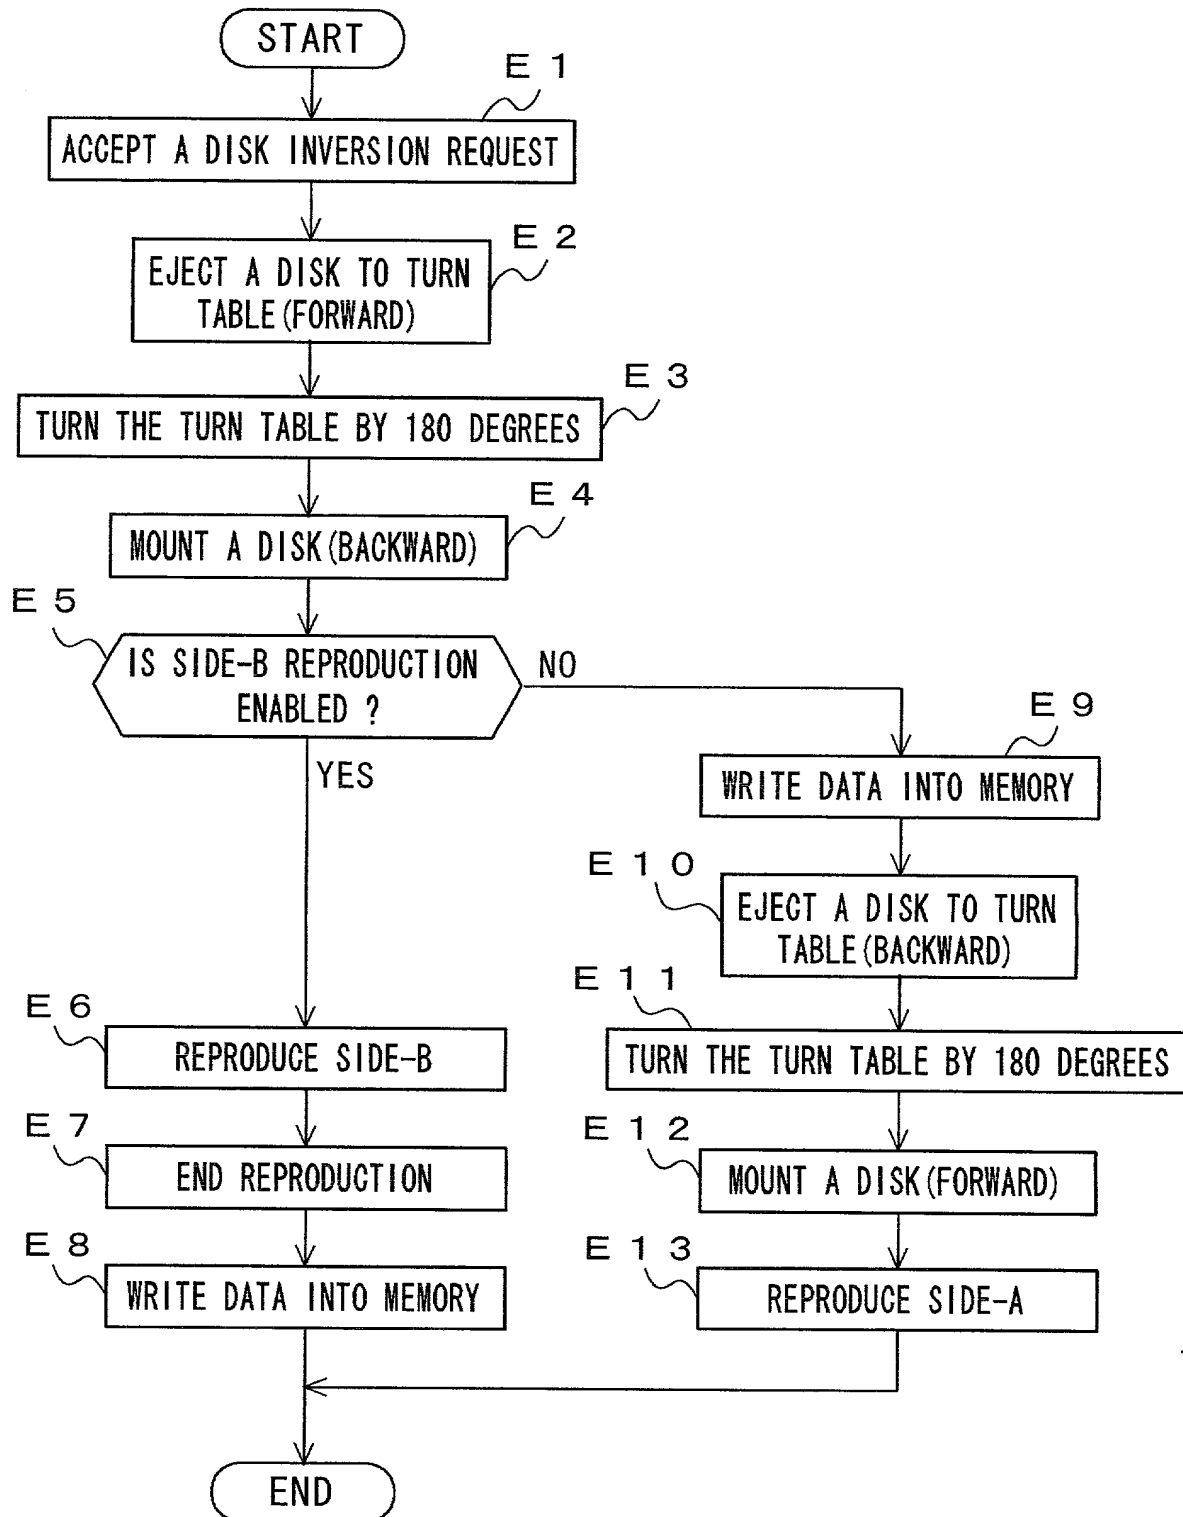 START
E 1
ACCEPT A DISK INVERSION REQUEST
E 2
EJECT A DISK TO TURN
TABLE(FORWARD)
E 3
TURN THE TURN TABLE BY 180 DEGREES
E 4
MOUNT A DISK(BACKWARD)
E 5
IS SIDE-B REPRODUCTION
ENABLED ?
NO
YES
E 9
WRITE DATA INTO MEMORY
E 1 0
EJECT A DISK TO TURN
TABLE(BACKWARD)
E 1 1
TURN THE TURN TABLE BY 180 DEGREES
E 6
REPRODUCE SIDE-B
E 1 2
MOUNT A DISK(FORWARD)
E 7
END REPRODUCTION
E 1 3
REPRODUCE SIDE-A
E 8
WRITE DATA INTO MEMORY
END